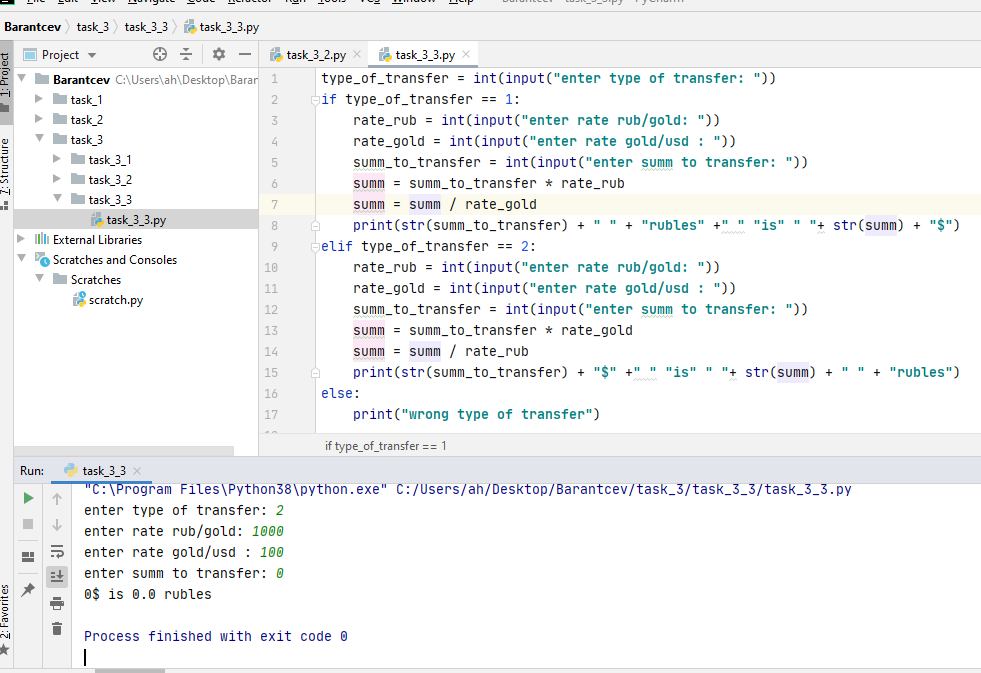 File Edit View Navigate Code Refactor Run Tools VCS Window Help Barantcev - task_3_3.py - PyCharm
Barantcev task_3 task_3_3 task_3_3.py
1: Project
Project
task_3_2.py task_3_3.py
Barantcev C:\Users\ah\Desktop\Baran
task_1
task_2
task_3
task_3_1
task_3_2
task_3_3
task_3_3.py
External Libraries
Scratches and Consoles
Scratches
scratch.py
7: Structure
1 type_of_transfer = int(input("enter type of transfer: "))
2 if type_of_transfer == 1:
3 rate_rub = int(input("enter rate rub/gold: "))
4 rate_gold = int(input("enter rate gold/usd : "))
5 summ_to_transfer = int(input("enter summ to transfer: "))
6 summ = summ_to_transfer * rate_rub
7 summ = summ / rate_gold
8 print(str(summ_to_transfer) + " " + "rubles" +" " "is" " "+ str(summ) + "$")
9 elif type_of_transfer == 2:
10 rate_rub = int(input("enter rate rub/gold: "))
11 rate_gold = int(input("enter rate gold/usd : "))
12 summ_to_transfer = int(input("enter summ to transfer: "))
13 summ = summ_to_transfer * rate_gold
14 summ = summ / rate_rub
15 print(str(summ_to_transfer) + "$" +" " "is" " "+ str(summ) + " " + "rubles")
16 else:
17 print("wrong type of transfer")
if type_of_transfer == 1
Run: task_3_3
"C:\Program Files\Python38\python.exe" C:/Users/ah/Desktop/Barantcev/task_3/task_3_3/task_3_3.py
enter type of transfer: 2
enter rate rub/gold: 1000
enter rate gold/usd : 100
enter summ to transfer: 0
0$ is 0.0 rubles
Process finished with exit code 0
2: Favorites